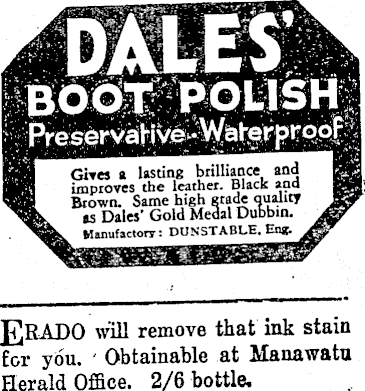 DALES'
BOOT POLISH
Preservative - Waterproof
Gives a lasting brilliance and
improves the leather. Black and
Brown. Same high grade quality
as Dales' Gold Medal Dubbin.
Manufactory: DUNSTABLE, Eng.
ERADO will remove that ink stain
for you. Obtainable at Manawatu
Herald Office. 2/6 bottle.